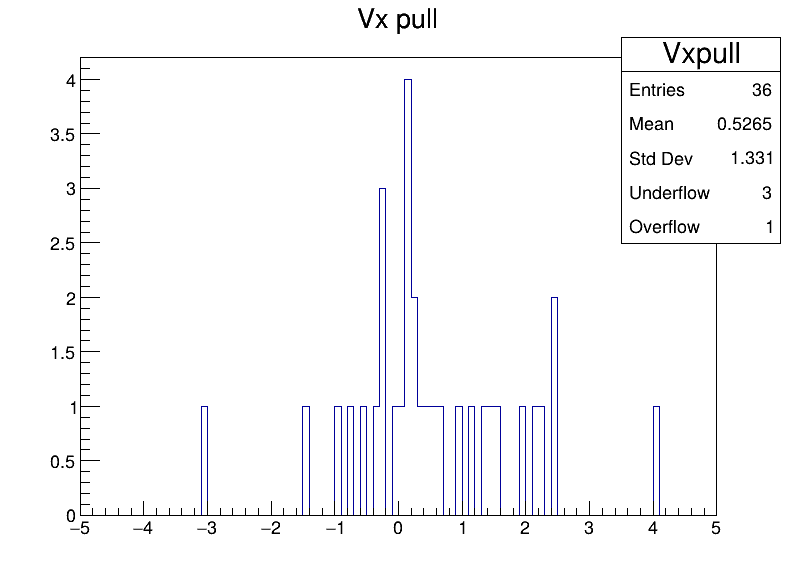 Vx pull
Vxpull
Entries 36
Mean 0.5265
Std Dev 1.331
Underflow 3
Overflow 1
4
3.5
3
2.5
2
1.5
1
0.5
0
−5 −4 −3 −2 −1 0 1 2 3 4 5